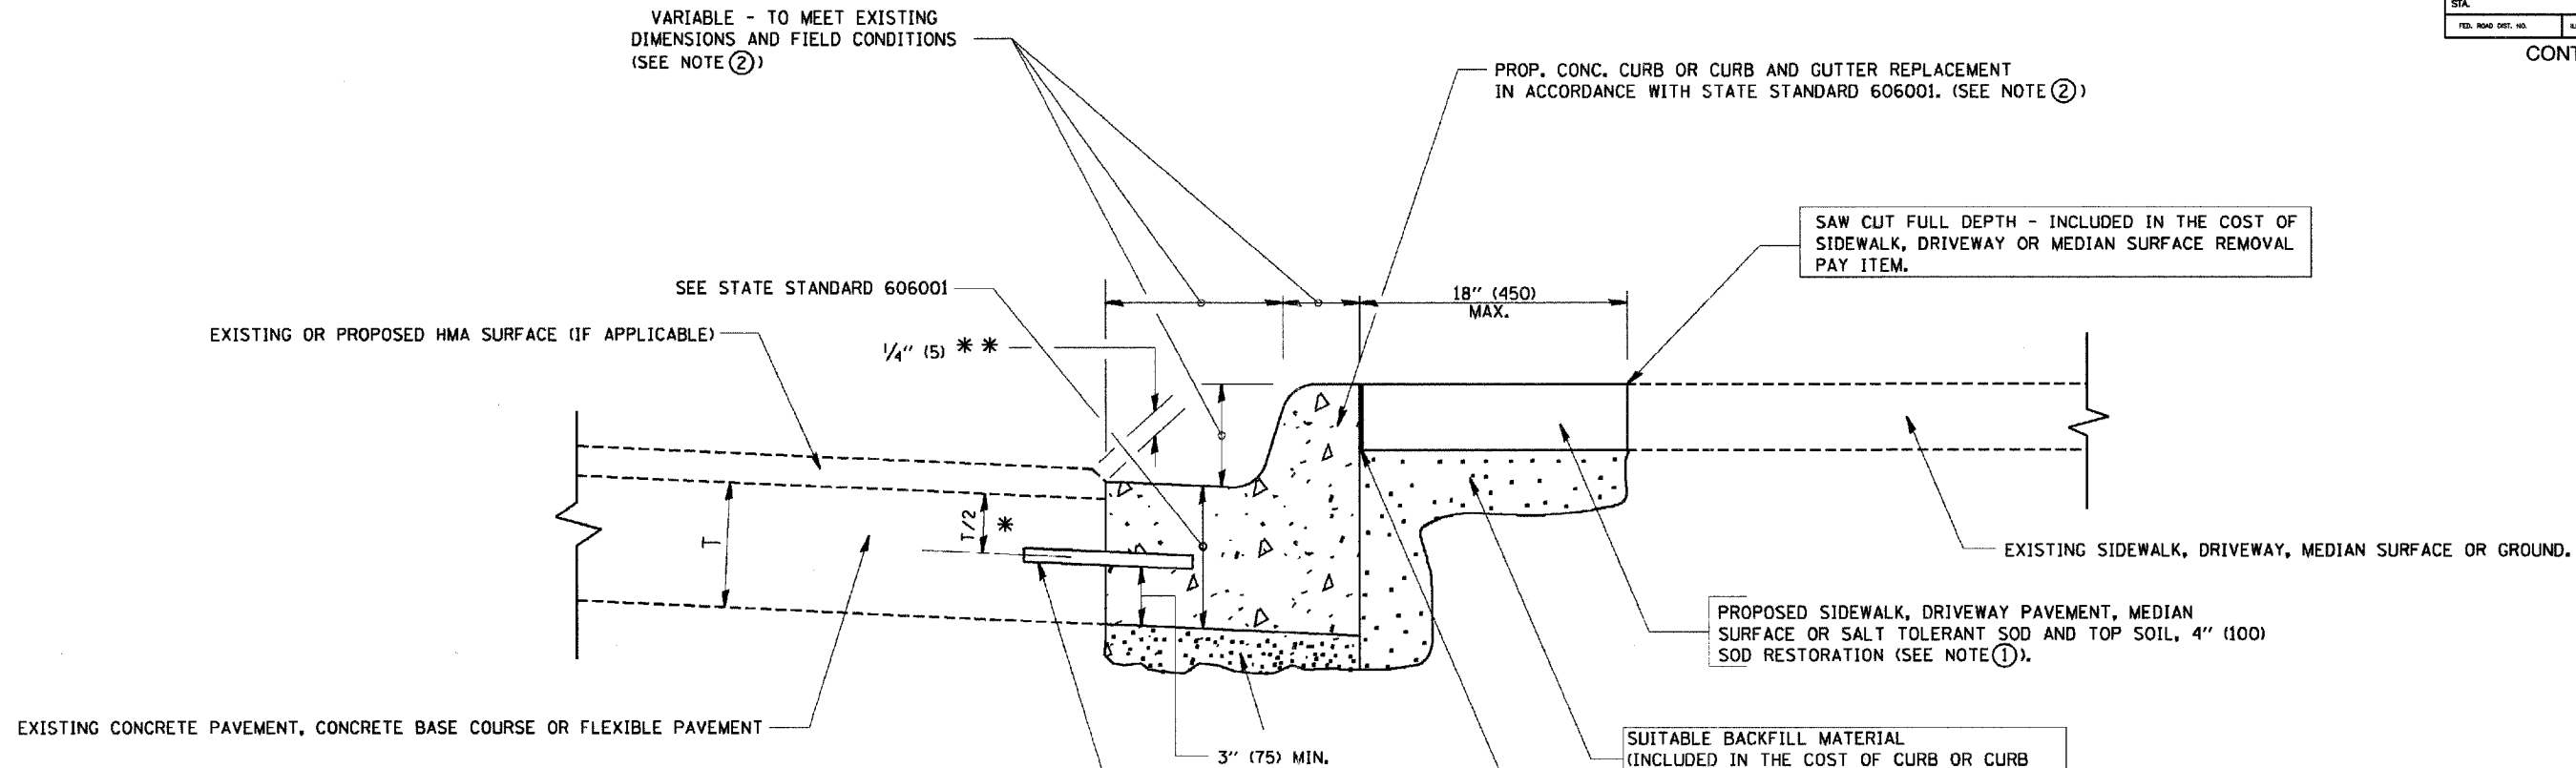 STA.
FED. ROAD DIST. NO.
CONT
VARIABLE - TO MEET EXISTING
DIMENSIONS AND FIELD CONDITIONS
(SEE NOTE ②)
PROP. CONC. CURB OR CURB AND GUTTER REPLACEMENT
IN ACCORDANCE WITH STATE STANDARD 606001. (SEE NOTE ②)
SAW CUT FULL DEPTH - INCLUDED IN THE COST OF
SIDEWALK, DRIVEWAY OR MEDIAN SURFACE REMOVAL
PAY ITEM.
SEE STATE STANDARD 606001
18" (450)
MAX.
EXISTING OR PROPOSED HMA SURFACE (IF APPLICABLE)
1/4" (5) * *
T
T/2 *
EXISTING SIDEWALK, DRIVEWAY, MEDIAN SURFACE OR GROUND.
PROPOSED SIDEWALK, DRIVEWAY PAVEMENT, MEDIAN
SURFACE OR SALT TOLERANT SOD AND TOP SOIL, 4" (100)
SOD RESTORATION (SEE NOTE ①).
EXISTING CONCRETE PAVEMENT, CONCRETE BASE COURSE OR FLEXIBLE PAVEMENT
3" (75) MIN.
SUITABLE BACKFILL MATERIAL
(INCLUDED IN THE COST OF CURB OR CURB